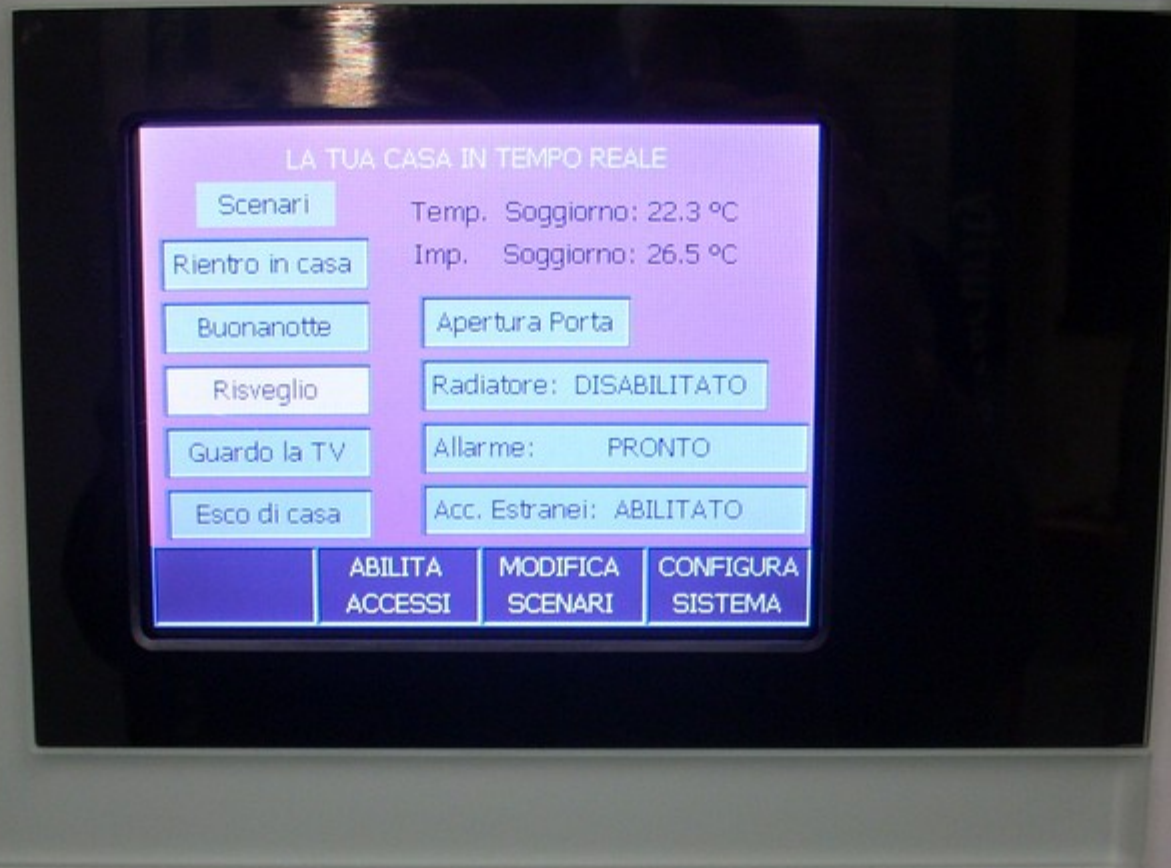 LA TUA CASA IN TEMPO REALE
Scenari
Rientro in casa
Buonanotte
Risveglio
Guardo la TV
Esco di casa
Temp. Soggiorno: 22.3 ºC
Imp. Soggiorno: 26.5 ºC
Apertura Porta
Radiatore: DISABILITATO
Allarme: PRONTO
Acc. Estranei: ABILITATO
ABILITA
ACCESSI
MODIFICA
SCENARI
CONFIGURA
SISTEMA